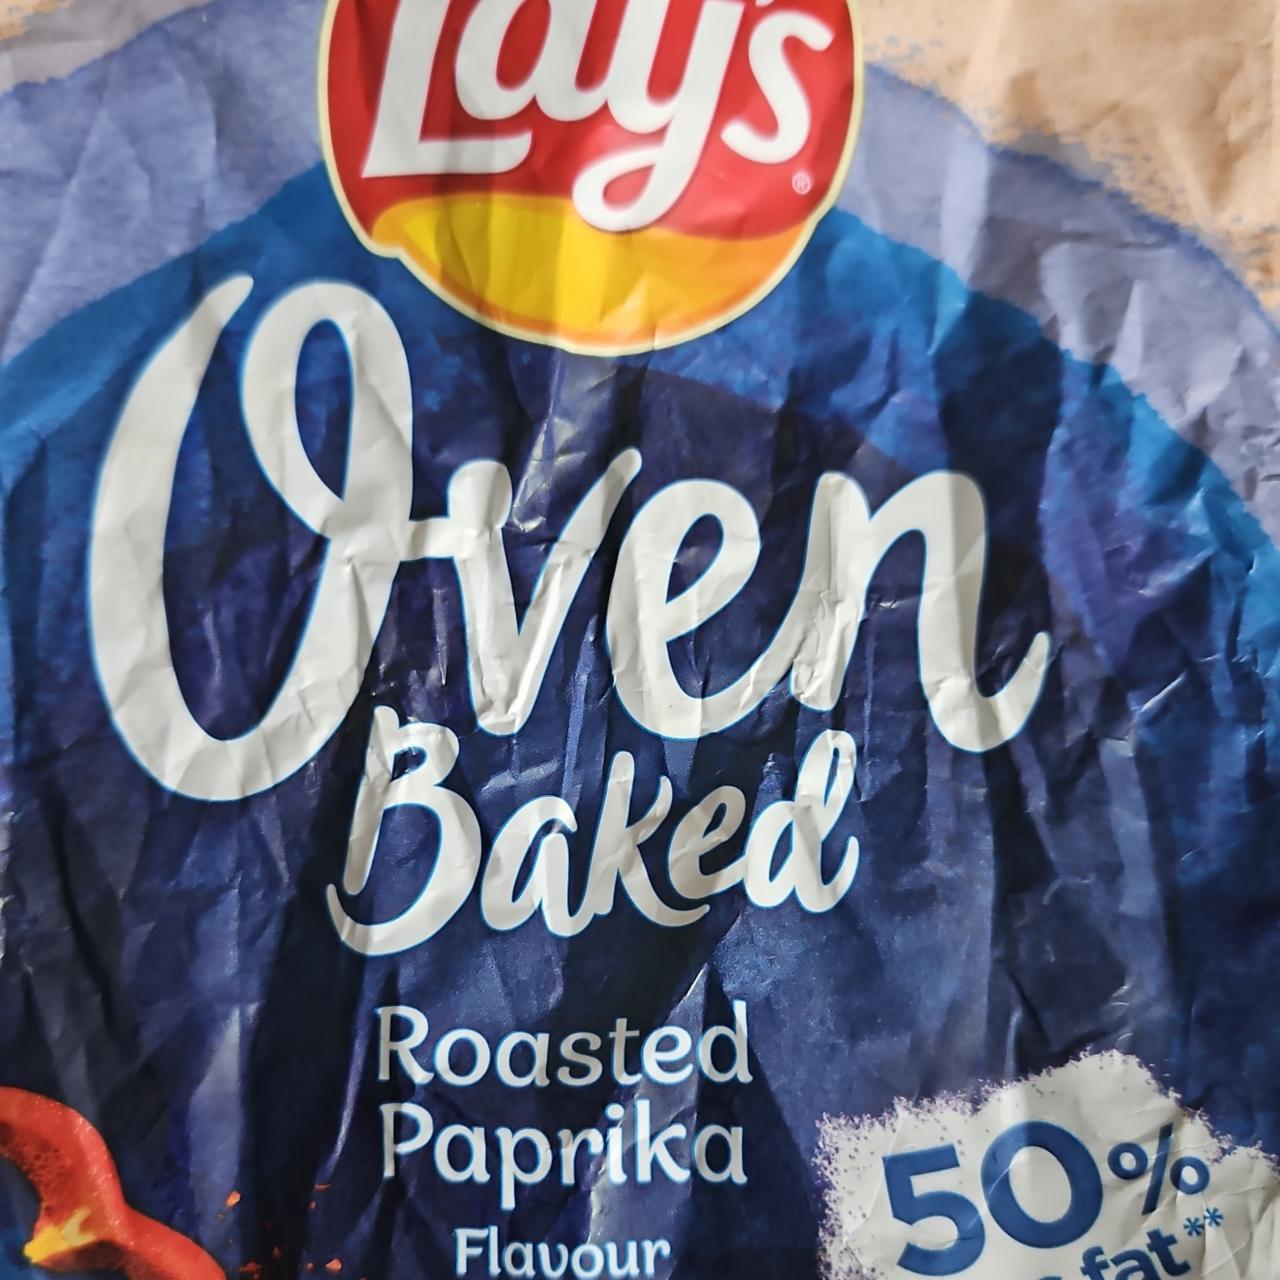 Lay's
®
Oven
Baked
Roasted
Paprika
Flavour
50%
fat**